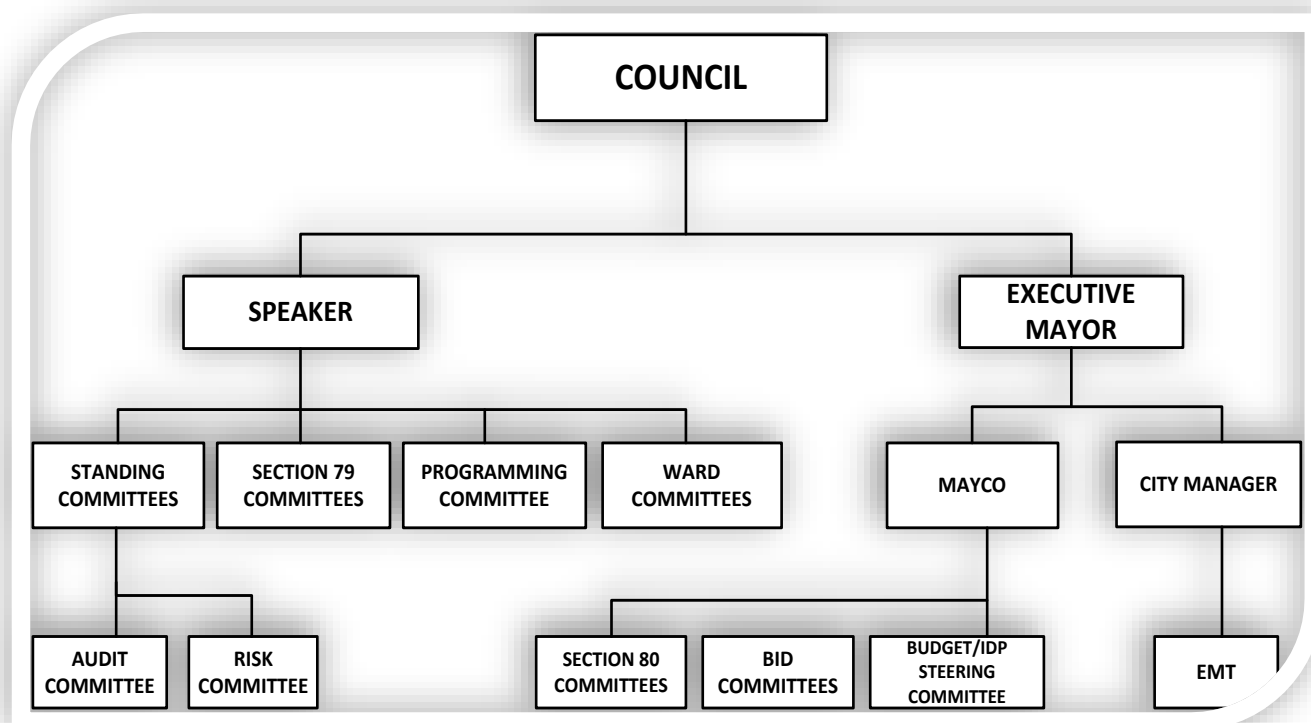 COUNCIL
SPEAKER
EXECUTIVE
MAYOR
STANDING
COMMITTEES
SECTION 79
COMMITTEES
PROGRAMMING
COMMITTEE
WARD
COMMITTEES
MAYCO
CITY MANAGER
AUDIT
COMMITTEE
RISK
COMMITTEE
SECTION 80
COMMITTEES
BID
COMMITTEES
BUDGET/IDP
STEERING
COMMITTEE
EMT